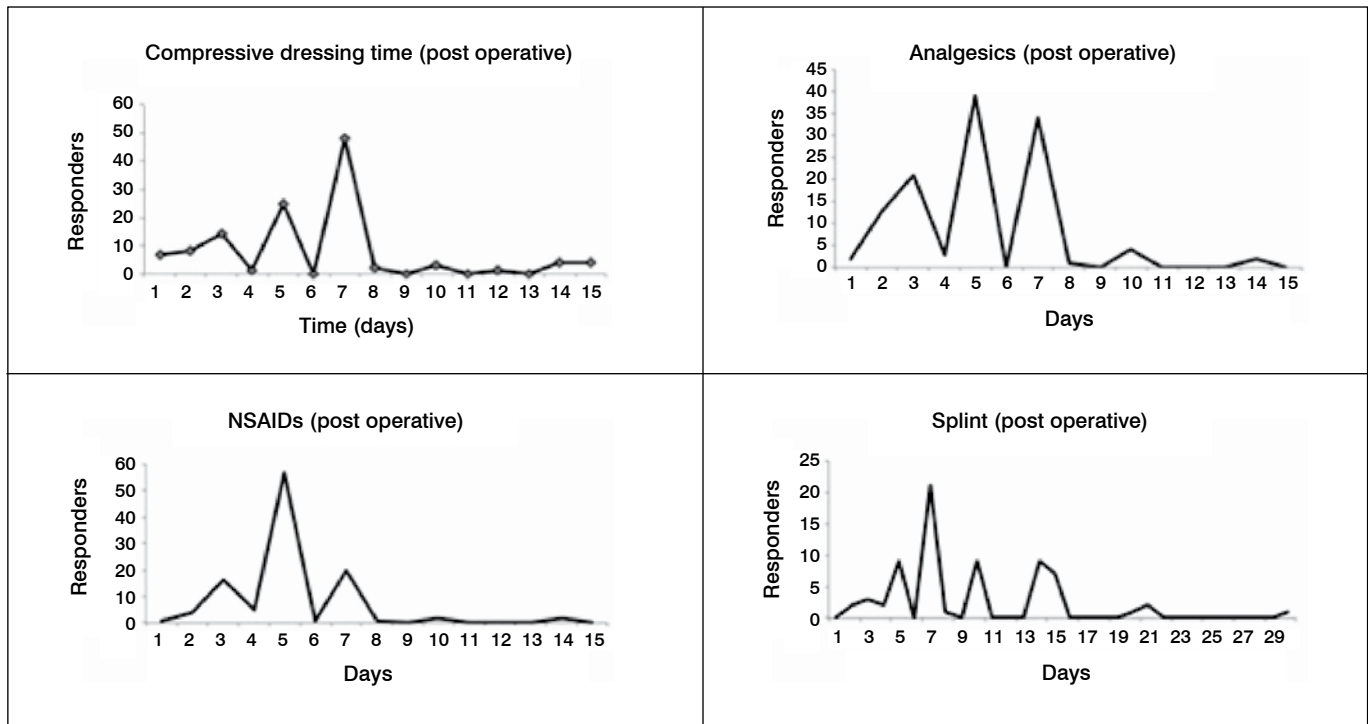 Compressive dressing time (post operative)
60
50
40
30
20
10
0
Responders
1 2 3 4 5 6 7 8 9 10 11 12 13 14 15
Time (days)
Analgesics (post operative)
45
40
35
30
25
20
15
10
5
0
Responders
1 2 3 4 5 6 7 8 9 10 11 12 13 14 15
Days
NSAIDs (post operative)
60
50
40
30
20
10
0
Responders
1 2 3 4 5 6 7 8 9 10 11 12 13 14 15
Days
Splint (post operative)
25
20
15
10
5
0
Responders
1 3 5 7 9 11 13 15 17 19 21 23 25 27 29
Days